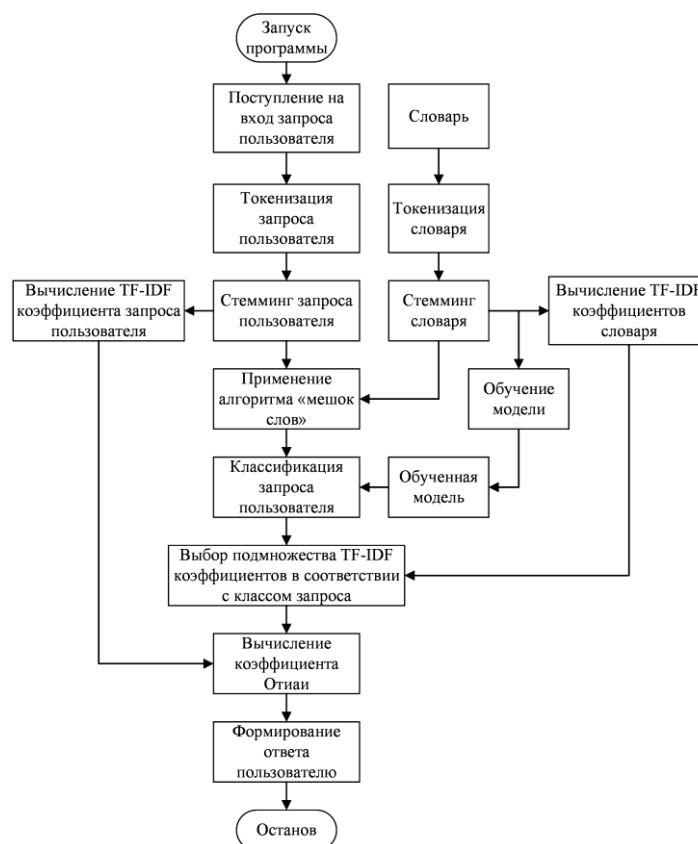 Запуск
программы
Поступление на
вход запроса
пользователя
Словарь
Токенизация
запроса
пользователя
Токенизация
словаря
Вычисление TF-IDF
коэффициента запроса
пользователя
Стемминг запроса
пользователя
Стемминг
словаря
Вычисление TF-IDF
коэффициентов
словаря
Применение
алгоритма «мешок
слов»
Обучение
модели
Классификация
запроса
пользователя
Обученная
модель
Выбор подмножества TF-IDF
коэффициентов в соответствии
с классом запроса
Вычисление
коэффициента
Отиаи
Формирование
ответа
пользователю
Останов